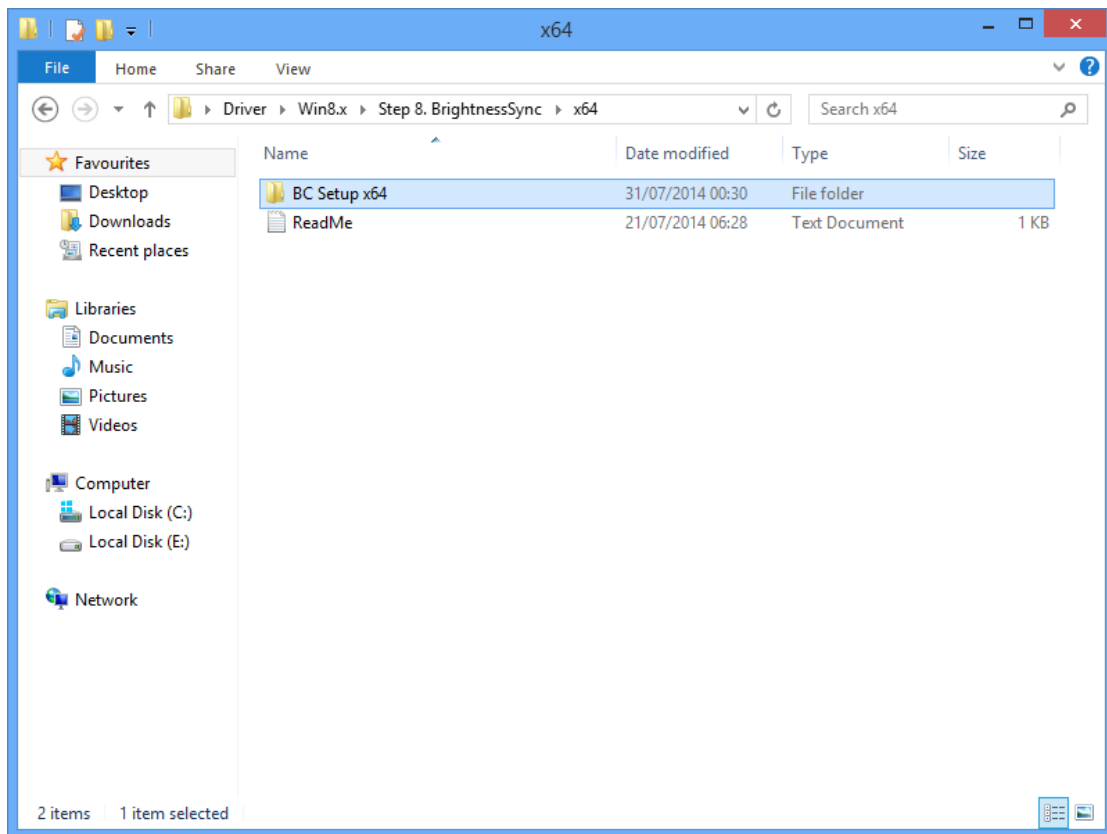 x64
File Home Share View
Driver Win8.x Step 8. BrightnessSync x64 Search x64
Name Date modified Type Size
Favourites
Desktop
Downloads
Recent places
Libraries
Documents
Music
Pictures
Videos
Computer
Local Disk (C:)
Local Disk (E:)
Network
BC Setup x64 31/07/2014 00:30 File folder
ReadMe 21/07/2014 06:28 Text Document 1 KB
2 items 1 item selected